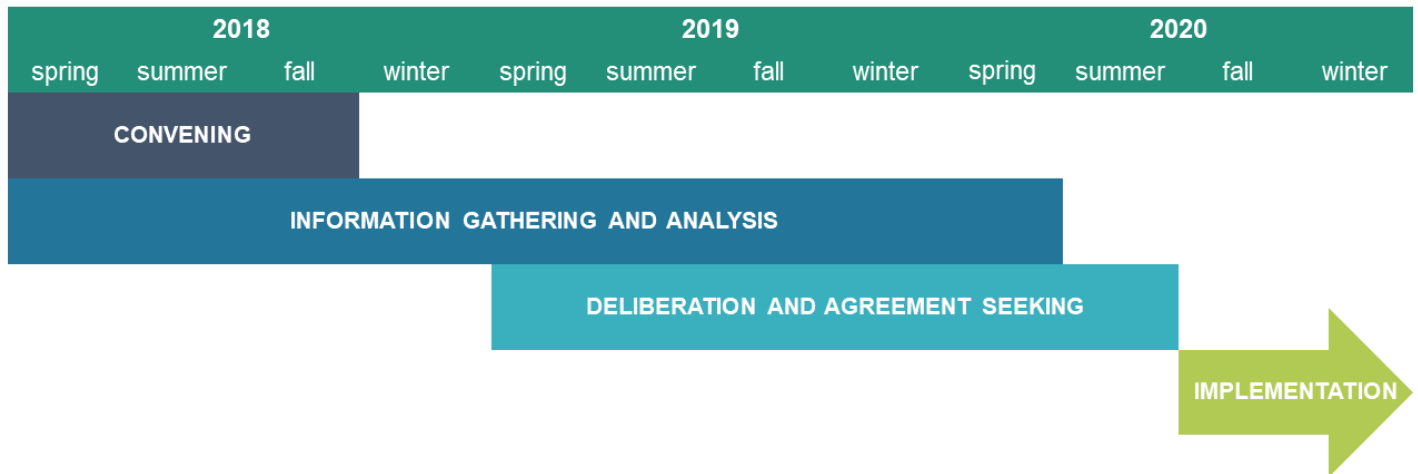 2018 2019 2020
spring summer fall winter spring summer fall winter spring summer fall winter
CONVENING
INFORMATION GATHERING AND ANALYSIS
DELIBERATION AND AGREEMENT SEEKING
IMPLEMENTATION